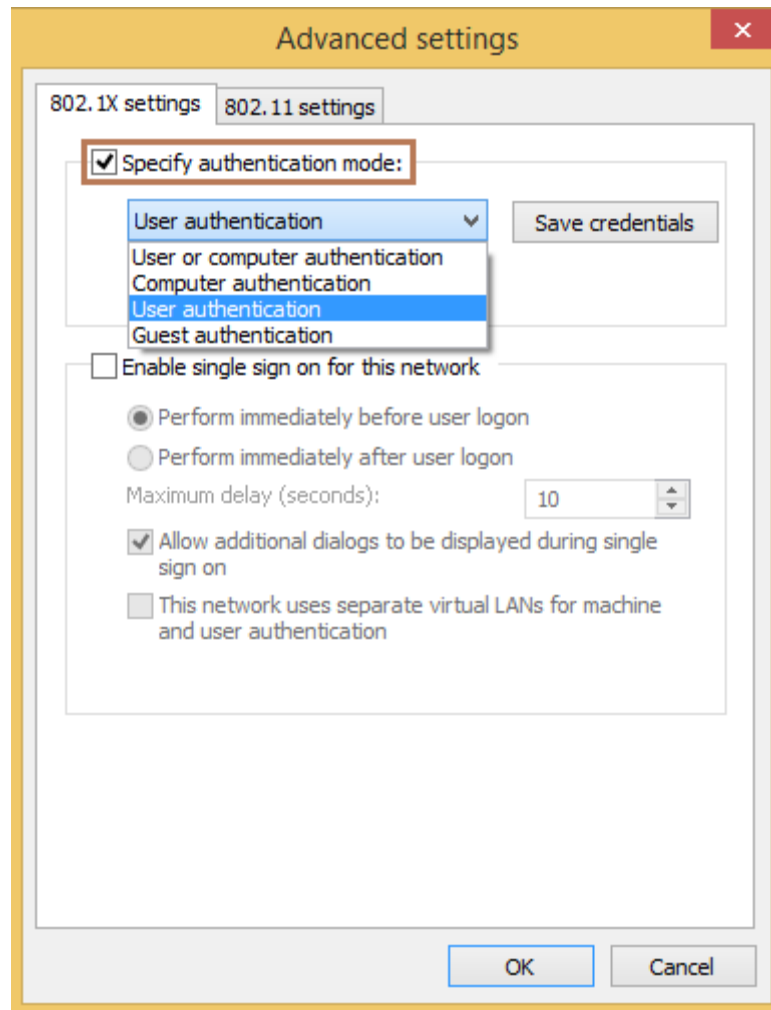 Advanced settings
802.1X settings
802.11 settings
Specify authentication mode:
User authentication
Save credentials
User or computer authentication
Computer authentication
User authentication
Guest authentication
Enable single sign on for this network
Perform immediately before user logon
Perform immediately after user logon
Maximum delay (seconds):
10
Allow additional dialogs to be displayed during single
sign on
This network uses separate virtual LANs for machine
and user authentication
OK
Cancel